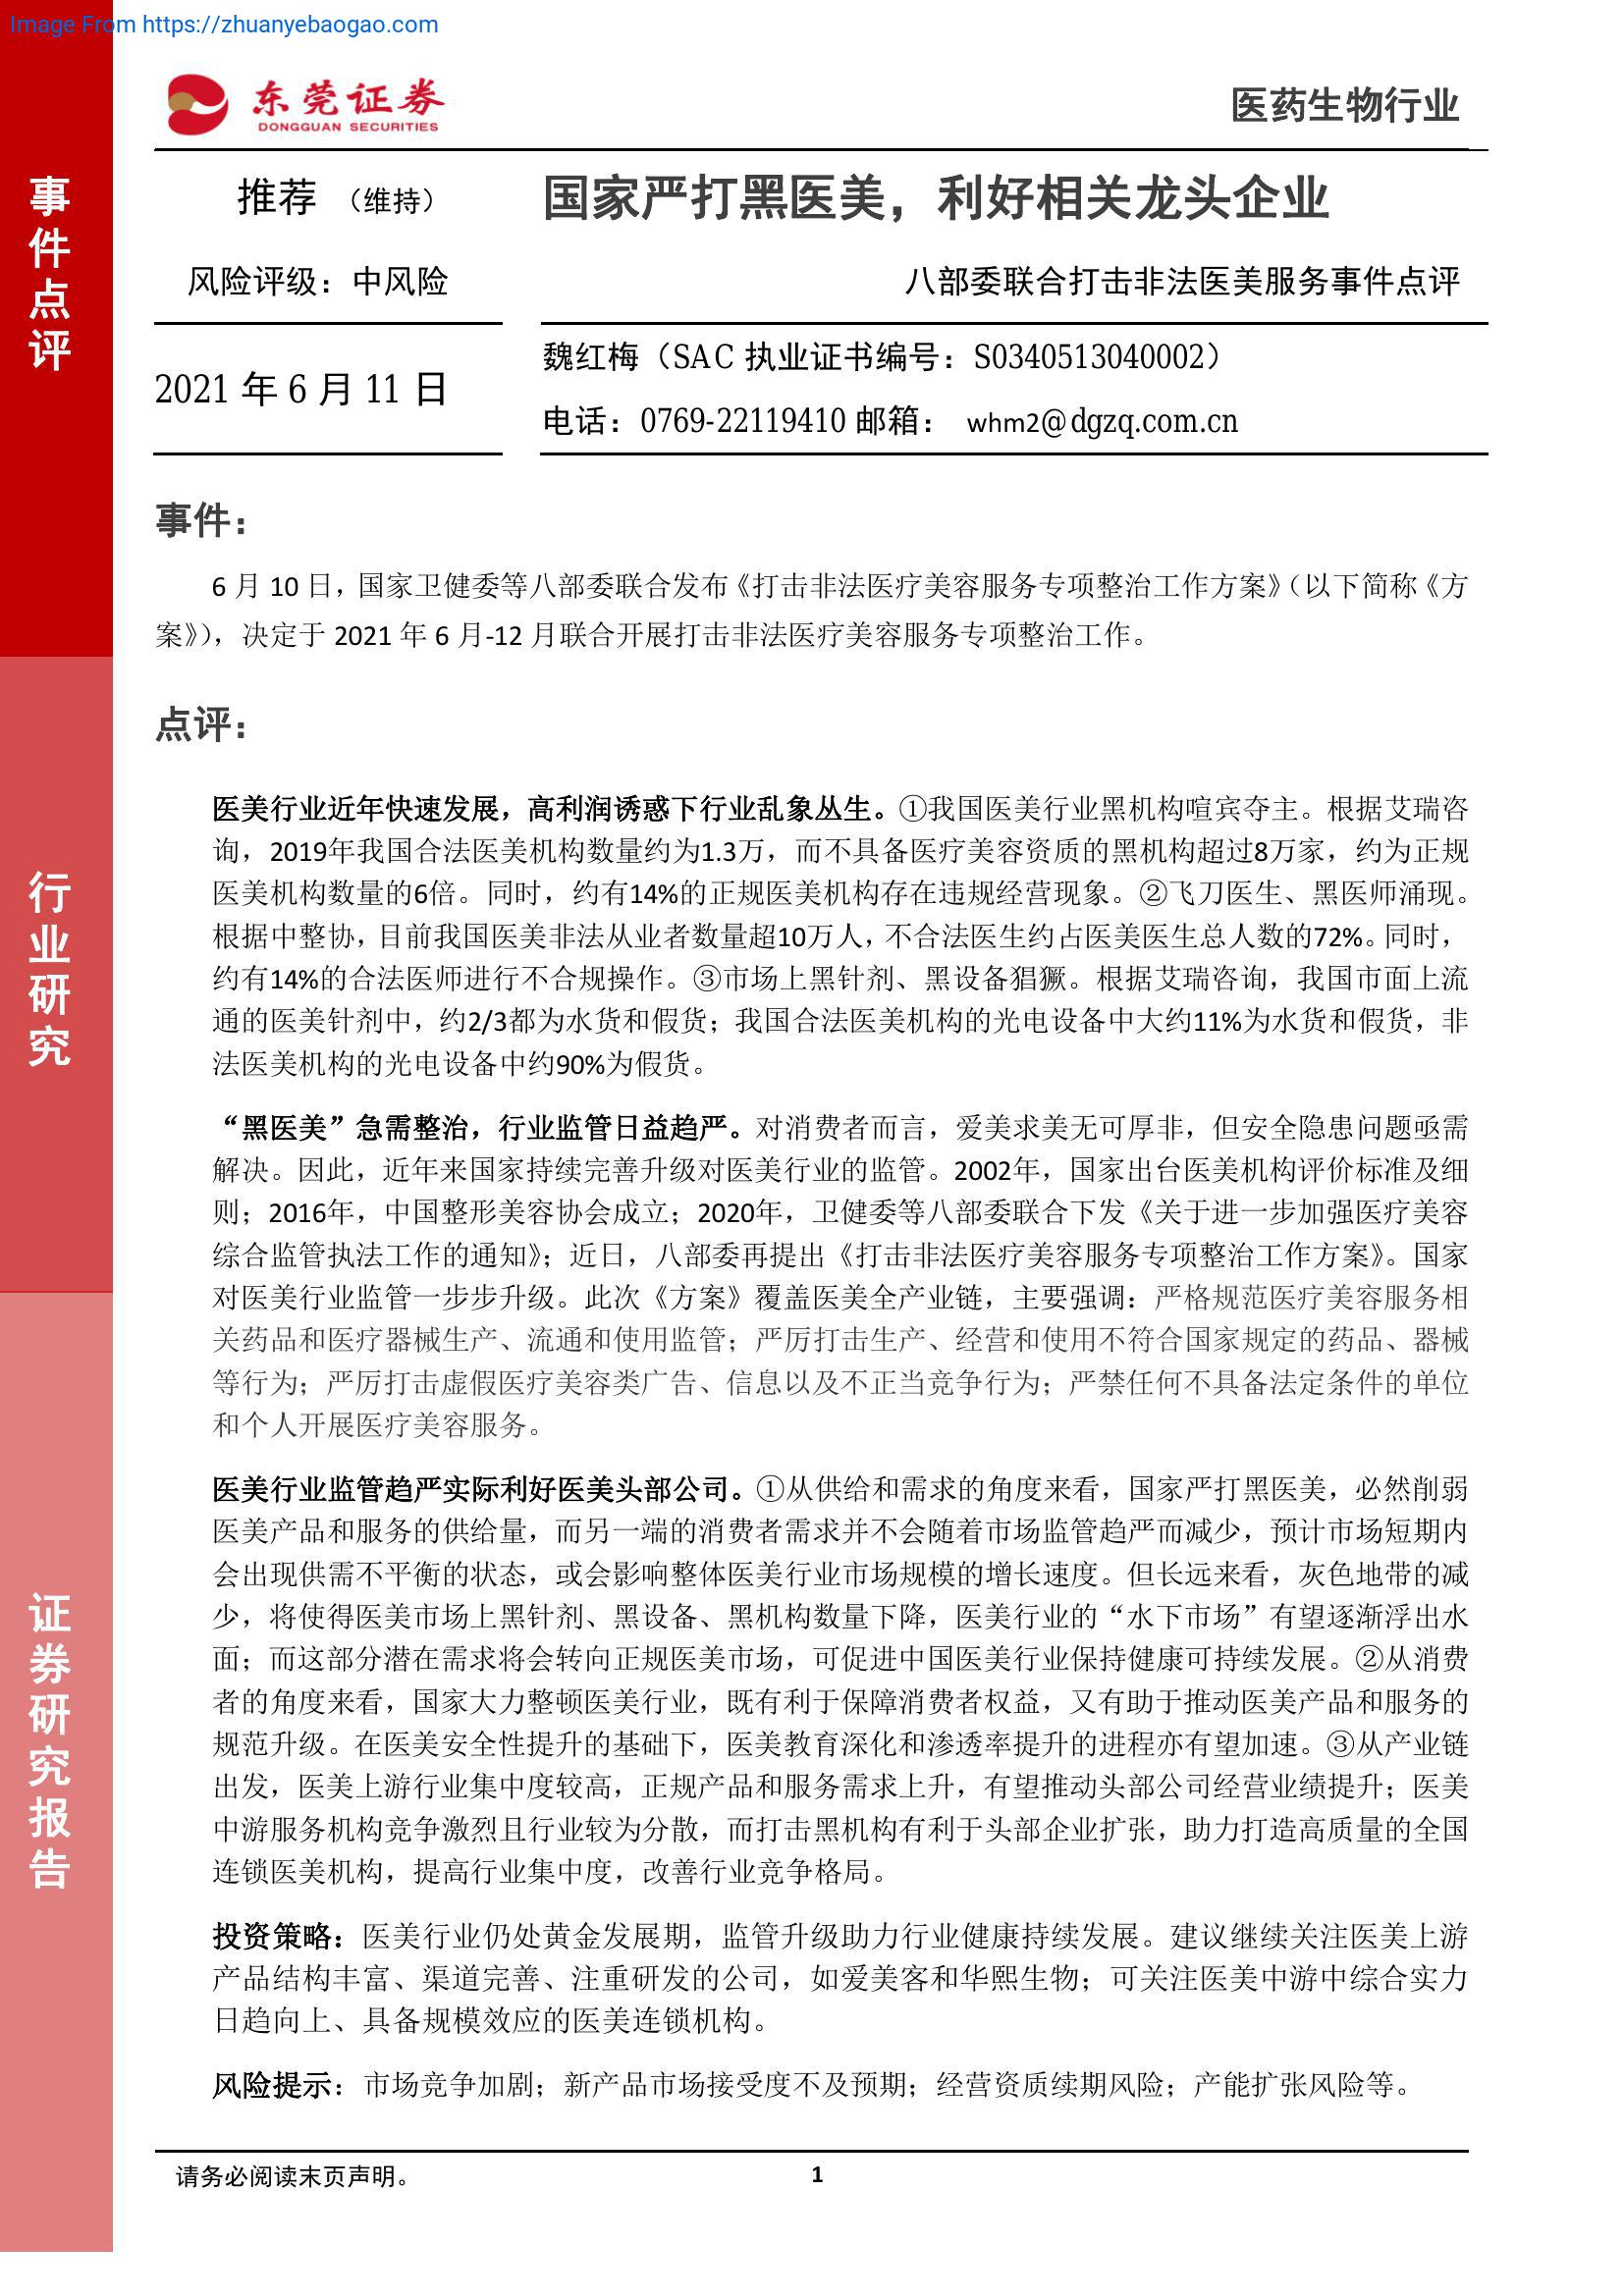 Image From https://zhuanyebaogao.com
东莞证券
DONGGUAN SECURITIES
医药生物行业
事件点评
行业研究
证券研究报告
推荐 （维持）
风险评级：中风险
2021 年 6 月 11 日
国家严打黑医美，利好相关龙头企业
八部委联合打击非法医美服务事件点评
魏红梅（SAC 执业证书编号：S0340513040002）
电话：0769-22119410 邮箱： whm2@dgzq.com.cn
事件：
6 月 10 日，国家卫健委等八部委联合发布《打击非法医疗美容服务专项整治工作方案》（以下简称《方
案》），决定于 2021 年 6 月-12 月联合开展打击非法医疗美容服务专项整治工作。
点评：
医美行业近年快速发展，高利润诱惑下行业乱象丛生。①我国医美行业黑机构喧宾夺主。根据艾瑞咨
询，2019年我国合法医美机构数量约为1.3万，而不具备医疗美容资质的黑机构超过8万家，约为正规
医美机构数量的6倍。同时，约有14%的正规医美机构存在违规经营现象。②飞刀医生、黑医师涌现。
根据中整协，目前我国医美非法从业者数量超10万人，不合法医生约占医美医生总人数的72%。同时，
约有14%的合法医师进行不合规操作。③市场上黑针剂、黑设备猖獗。根据艾瑞咨询，我国市面上流
通的医美针剂中，约2/3都为水货和假货；我国合法医美机构的光电设备中大约11%为水货和假货，非
法医美机构的光电设备中约90%为假货。
“黑医美”急需整治，行业监管日益趋严。对消费者而言，爱美求美无可厚非，但安全隐患问题亟需
解决。因此，近年来国家持续完善升级对医美行业的监管。2002年，国家出台医美机构评价标准及细
则；2016年，中国整形美容协会成立；2020年，卫健委等八部委联合下发《关于进一步加强医疗美容
综合监管执法工作的通知》；近日，八部委再提出《打击非法医疗美容服务专项整治工作方案》。国家
对医美行业监管一步步升级。此次《方案》覆盖医美全产业链，主要强调：严格规范医疗美容服务相
关药品和医疗器械生产、流通和使用监管；严厉打击生产、经营和使用不符合国家规定的药品、器械
等行为；严厉打击虚假医疗美容类广告、信息以及不正当竞争行为；严禁任何不具备法定条件的单位
和个人开展医疗美容服务。
医美行业监管趋严实际利好医美头部公司。①从供给和需求的角度来看，国家严打黑医美，必然削弱
医美产品和服务的供给量，而另一端的消费者需求并不会随着市场监管趋严而减少，预计市场短期内
会出现供需不平衡的状态，或会影响整体医美行业市场规模的增长速度。但长远来看，灰色地带的减
少，将使得医美市场上黑针剂、黑设备、黑机构数量下降，医美行业的“水下市场”有望逐渐浮出水
面；而这部分潜在需求将会转向正规医美市场，可促进中国医美行业保持健康可持续发展。②从消费
者的角度来看，国家大力整顿医美行业，既有利于保障消费者权益，又有助于推动医美产品和服务的
规范升级。在医美安全性提升的基础下，医美教育深化和渗透率提升的进程亦有望加速。③从产业链
出发，医美上游行业集中度较高，正规产品和服务需求上升，有望推动头部公司经营业绩提升；医美
中游服务机构竞争激烈且行业较为分散，而打击黑机构有利于头部企业扩张，助力打造高质量的全国
连锁医美机构，提高行业集中度，改善行业竞争格局。
投资策略：医美行业仍处黄金发展期，监管升级助力行业健康持续发展。建议继续关注医美上游
产品结构丰富、渠道完善、注重研发的公司，如爱美客和华熙生物；可关注医美中游中综合实力
日趋向上、具备规模效应的医美连锁机构。
风险提示：市场竞争加剧；新产品市场接受度不及预期；经营资质续期风险；产能扩张风险等。
请务必阅读末页声明。
1